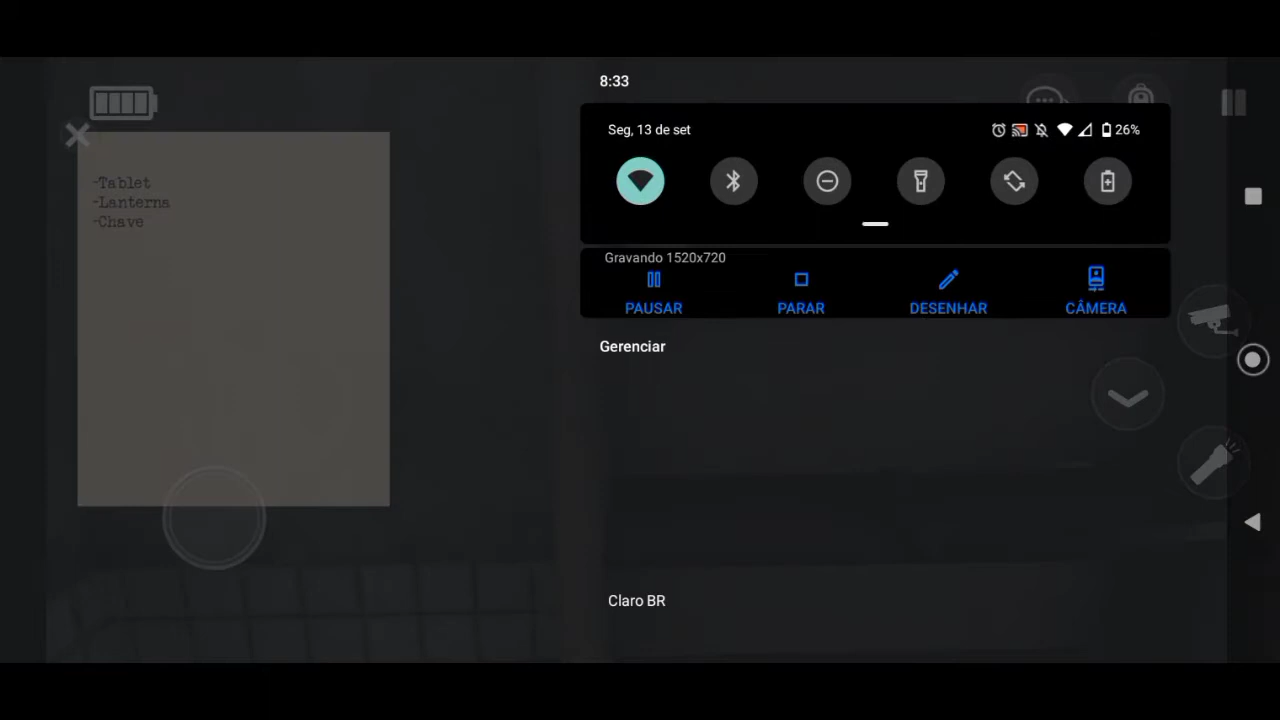 8:33
Seg, 13 de set
26%
-Tablet
-Lanterna
-Chave
Gravando 1520x720
PAUSAR
PARAR
DESENHAR
CÂMERA
Gerenciar
Claro BR